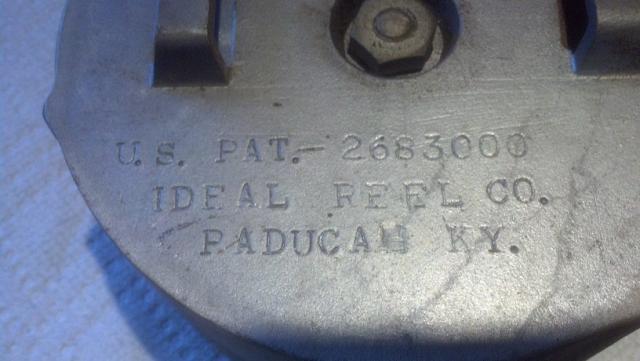 U.S. PAT.- 2683000
IDEAL REEL CO.
PADUCAH KY.